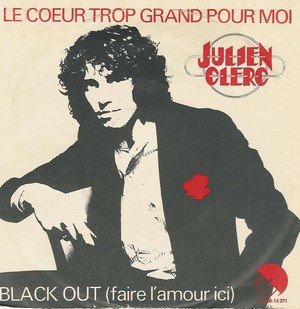 LE COEUR TROP GRAND POUR MOI
JULIEN
CLERC
BLACK OUT (faire l'amour ici)